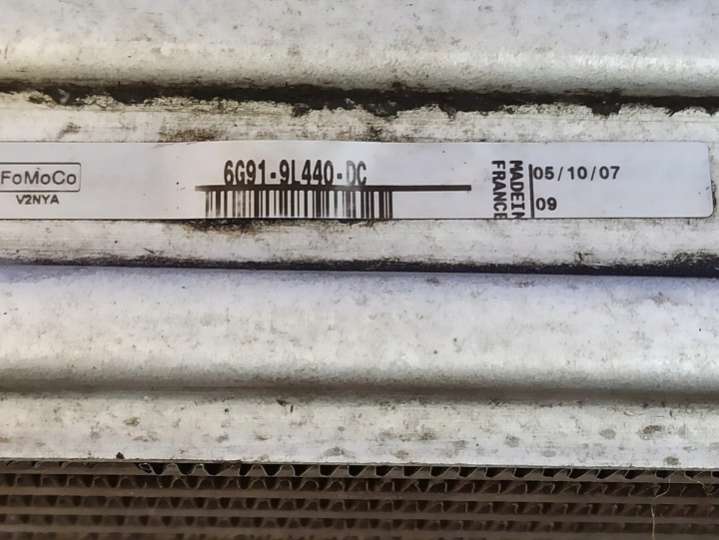 FoMoCo
V2NYA
6G91-9L440-DC
MADE IN
FRANCE
05/10/07
09